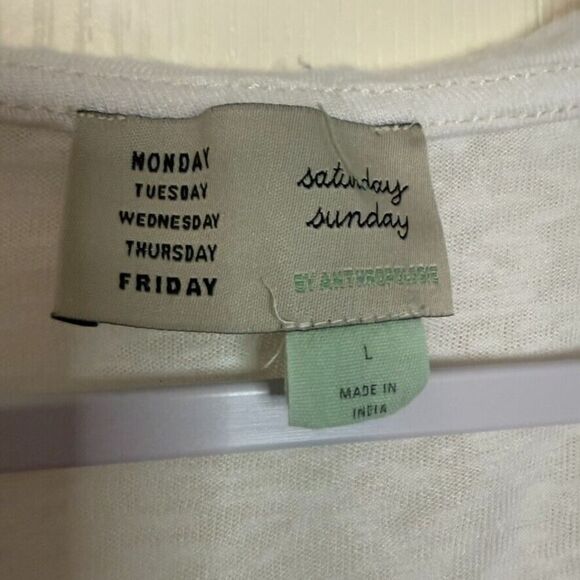 MONDAY
TUESDAY
WEDNESDAY
THURSDAY
FRIDAY
saturday
sunday
BY ANTHROPOLOGIE
L
MADE IN
INDIA